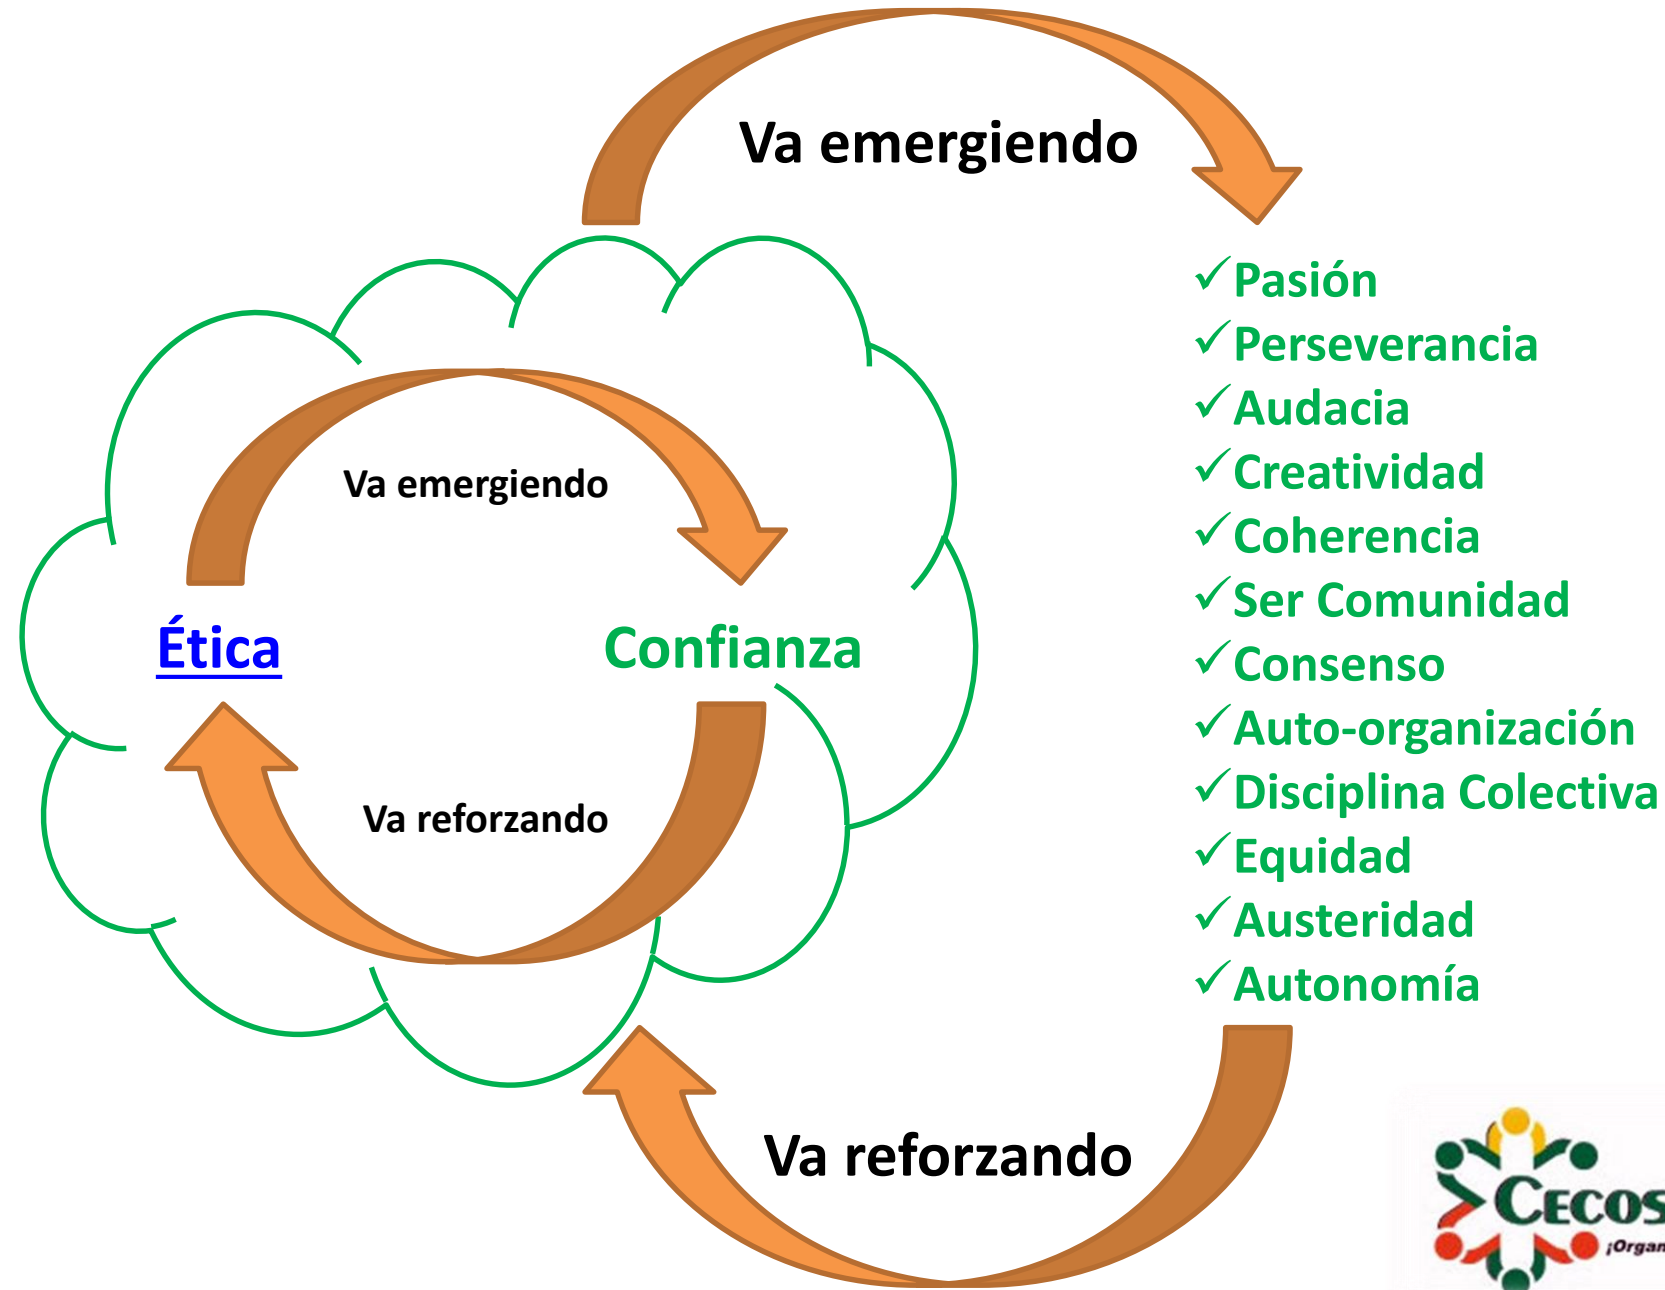 Va emergiendo
Va emergiendo
Ética
Confianza
Va reforzando
✓Pasión
✓Perseverancia
✓Audacia
✓Creatividad
✓Coherencia
✓Ser Comunidad
✓Consenso
✓Auto-organización
✓Disciplina Colectiva
✓Equidad
✓Austeridad
✓Autonomía
Va reforzando
CECOS
¡Organ